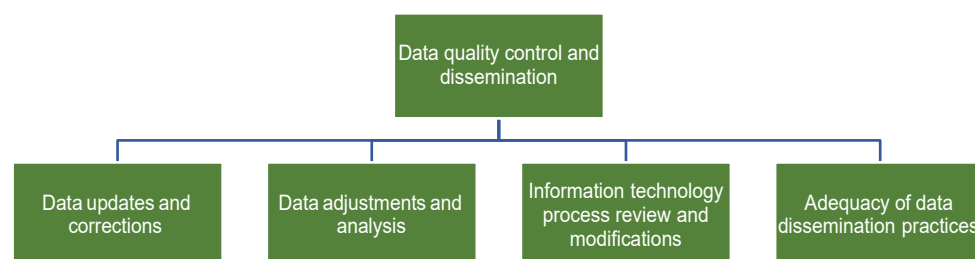 Data quality control and
dissemination
Data updates and
corrections
Data adjustments and
analysis
Information technology
process review and
modifications
Adequacy of data
dissemination practices